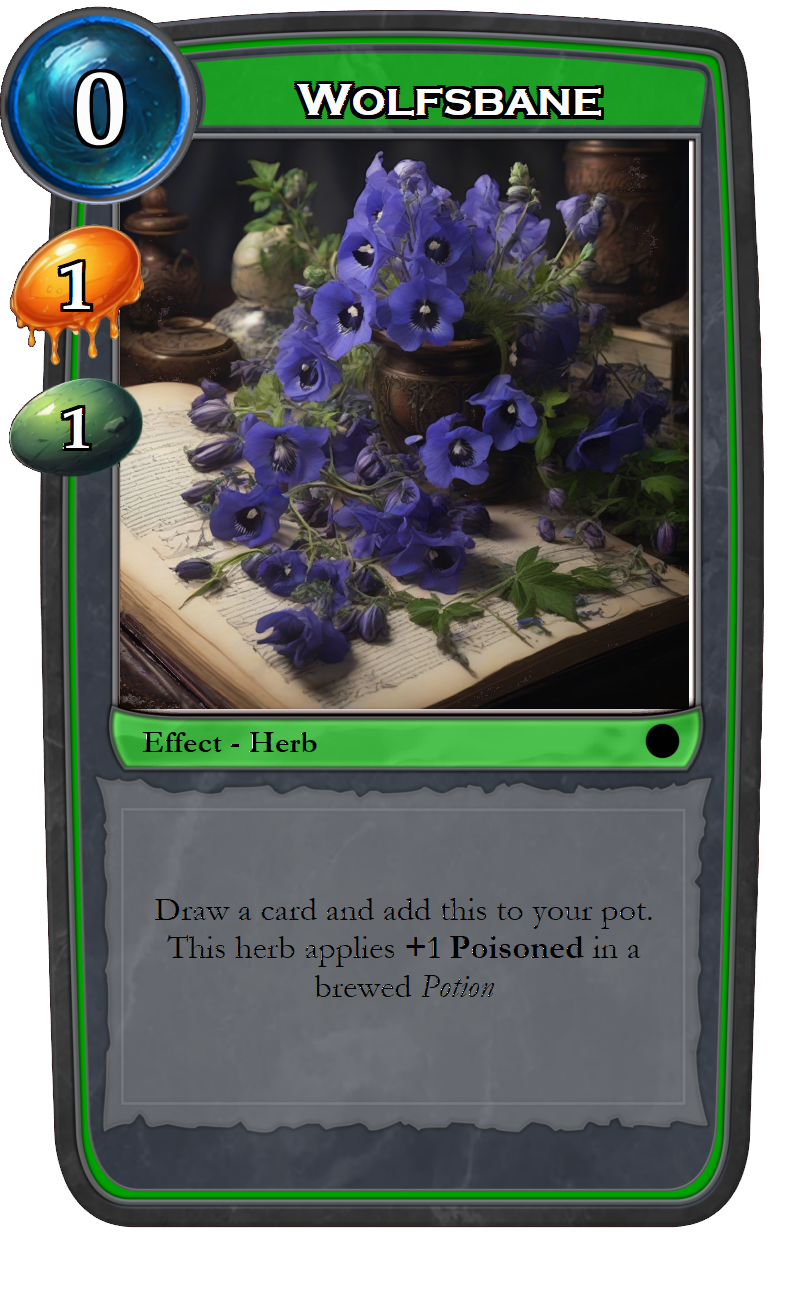 0
Wolfsbane
1
1
Effect - Herb
Draw a card and add this to your pot.
This herb applies +1 Poisoned in a
brewed Potion